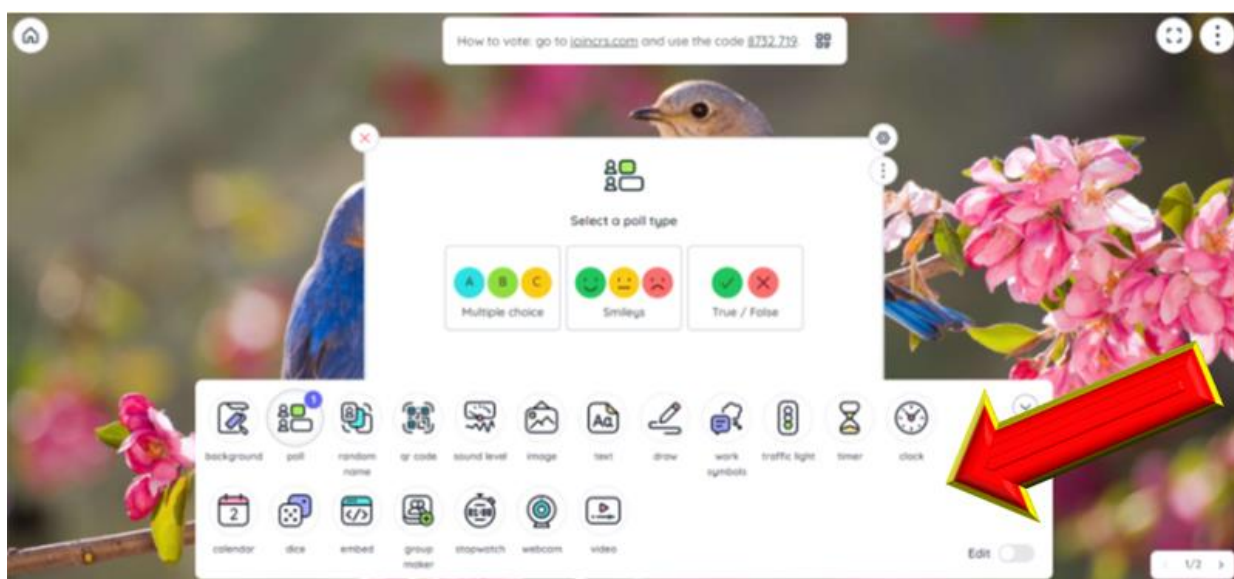 How to vote: go to joincrs.com and use the code 8732 719.
Select a poll type
A B C
Multiple choice
Smileys
True / False
1
background
poll
random name
qr code
sound level
image
text
draw
work symbols
traffic light
timer
clock
calendar
dice
embed
group maker
stopwatch
webcam
video
Edit
1/2